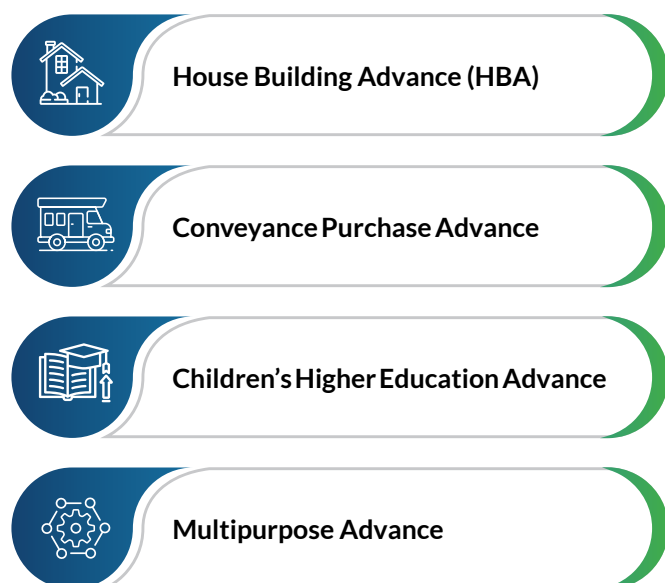 House Building Advance (HBA)
Conveyance Purchase Advance
Children’s Higher Education Advance
Multipurpose Advance